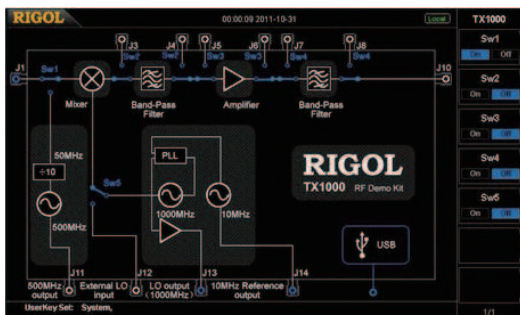 RIGOL
00:00:09 2011-10-31
Local
TX1000
Sw1
On Off
Sw2
On Off
Sw3
On Off
Sw4
On Off
Sw5
On Off
1/1
J1
Sw1
Mixer
J3
Sw2
Band-Pass
Filter
J4
Sw2
J5
Sw3
Amplifier
J6
Sw3
J7
Sw4
Band-Pass
Filter
J8
Sw4
J10
50MHz
÷10
500MHz
Sw5
PLL
1000MHz
10MHz
RIGOL
TX1000 RF Demo Kit
USB
J11
500MHz
output
J12
External LO
input
J13
LO output
(1000MHz)
J14
10MHz Reference
output
UserKey Set: System,